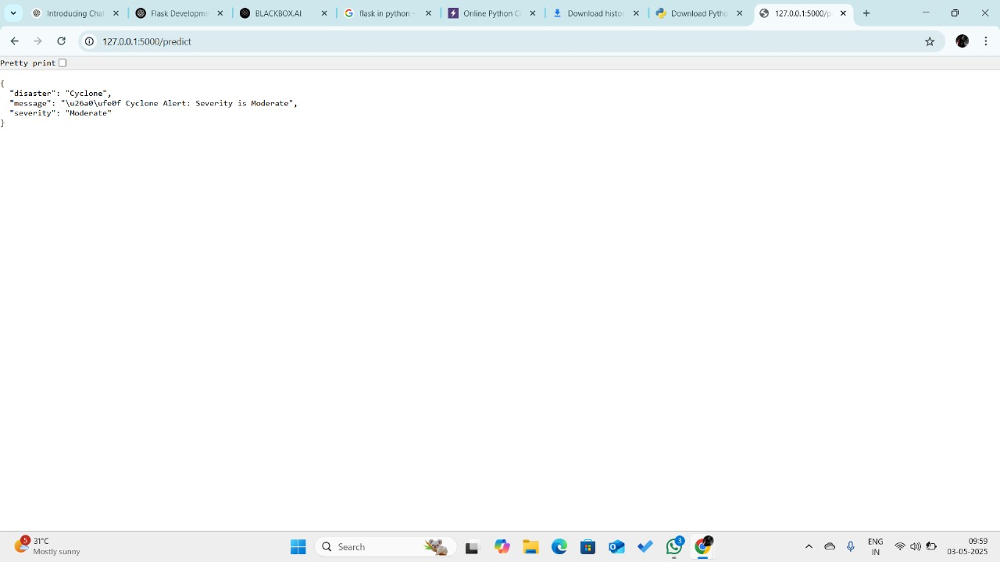 Introducing Chat
Flask Developme
BLACKBOX.AI
flask in python -
Online Python C
Download histor
Download Pytho
127.0.0.1:5000/p
127.0.0.1:5000/predict
Pretty print
{
"disaster": "Cyclone",
"message": "\u26a0\ufe0f Cyclone Alert: Severity is Moderate",
"severity": "Moderate"
}
5
31°C
Mostly sunny
Search
3
ENG
IN
09:59
03-05-2025